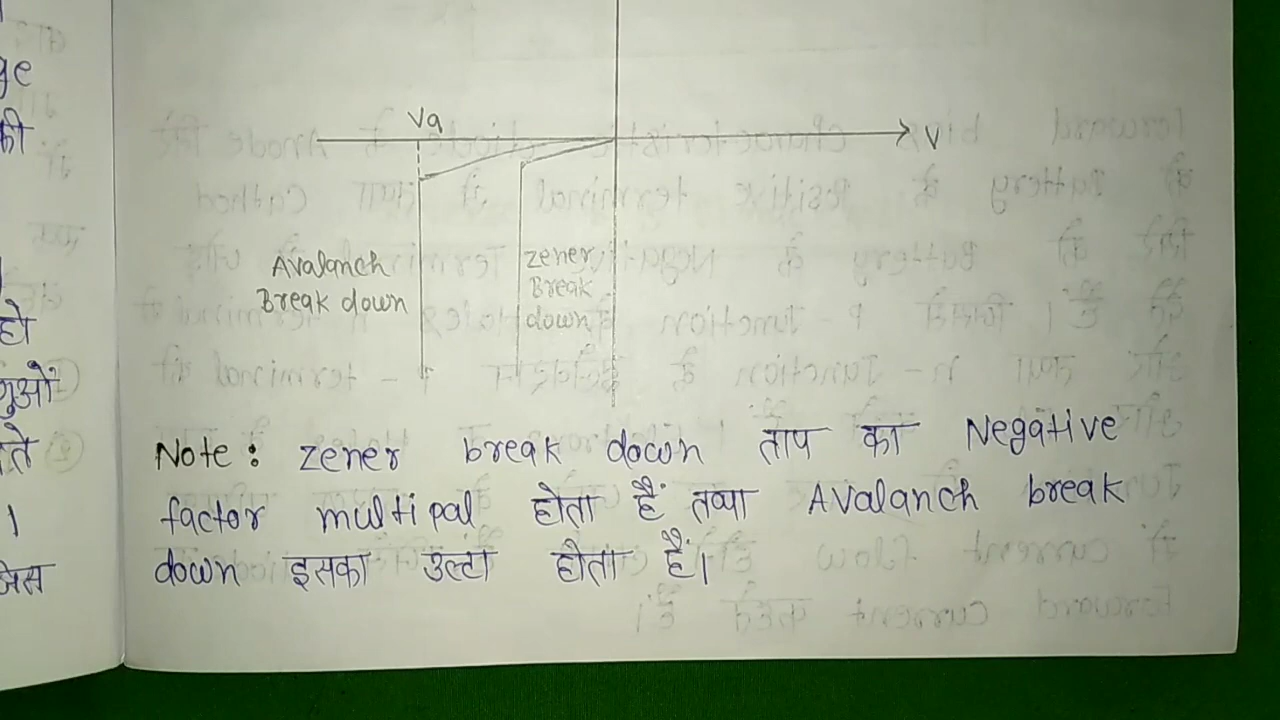 ge
की
हो
ते
।
Va
V
Avalanch
Break down
zener
Break
down
Note : zener break down ताप का Negative
factor multipal होता हैं तथा Avalanch break
down इसका उल्टा होता हैं।